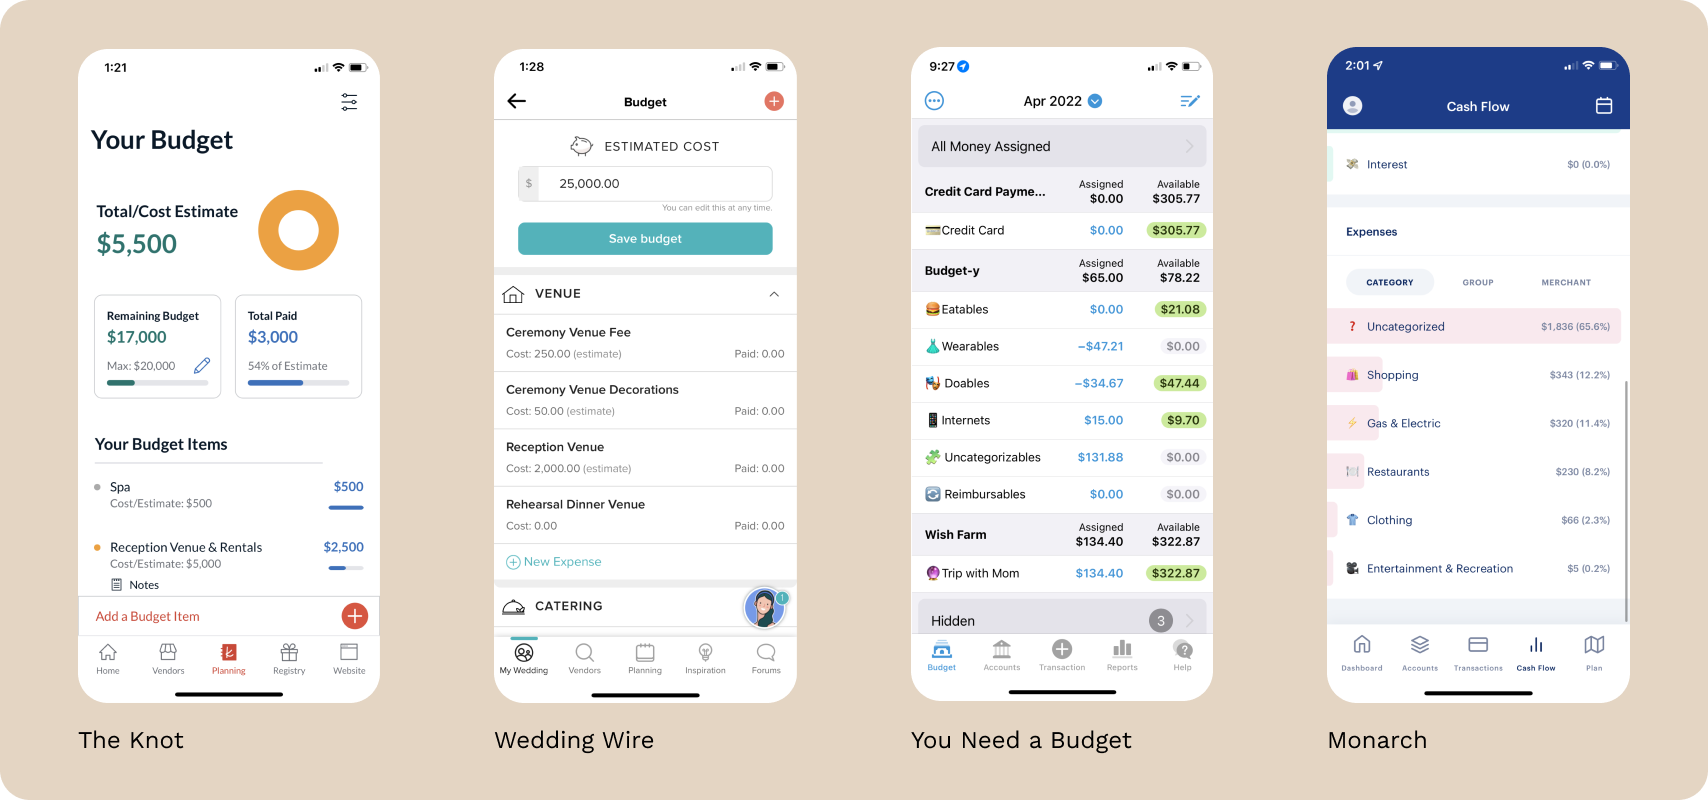 1:21
Your Budget
Total/Cost Estimate
$5,500
Remaining Budget
$17,000
Max: $20,000
Total Paid
$3,000
54% of Estimate
Your Budget Items
Spa $500
Cost/Estimate: $500
Reception Venue & Rentals $2,500
Cost/Estimate: $5,000
Notes
Add a Budget Item
Home Vendors Planning Registry Website
The Knot
1:28
Budget
ESTIMATED COST
$ 25,000.00
You can edit this at any time.
Save budget
VENUE
Ceremony Venue Fee
Cost: 250.00 (estimate) Paid: 0.00
Ceremony Venue Decorations
Cost: 50.00 (estimate) Paid: 0.00
Reception Venue
Cost: 2,000.00 (estimate) Paid: 0.00
Rehearsal Dinner Venue
Cost: 0.00 Paid: 0.00
New Expense
CATERING
1
My Wedding Vendors Planning Inspiration Forums
Wedding Wire
9:27
Apr 2022
All Money Assigned
Credit Card Payme... Assigned Available
$0.00 $305.77
Credit Card $0.00 $305.77
Budget-y Assigned Available
$65.00 $78.22
Eatables $0.00 $21.08
Wearables -$47.21 $0.00
Doables -$34.67 $47.44
Internets $15.00 $9.70
Uncategorizables $131.88 $0.00
Reimbursables $0.00 $0.00
Wish Farm Assigned Available
$134.40 $322.87
Trip with Mom $134.40 $322.87
Hidden 3
Budget Accounts Transaction Reports Help
You Need a Budget
2:01
Cash Flow
Interest $0 (0.0%)
Expenses
CATEGORY GROUP MERCHANT
Uncategorized $1,836 (65.6%)
Shopping $343 (12.2%)
Gas & Electric $320 (11.4%)
Restaurants $230 (8.2%)
Clothing $66 (2.3%)
Entertainment & Recreation $5 (0.2%)
Dashboard Accounts Transactions Cash Flow Plan
Monarch